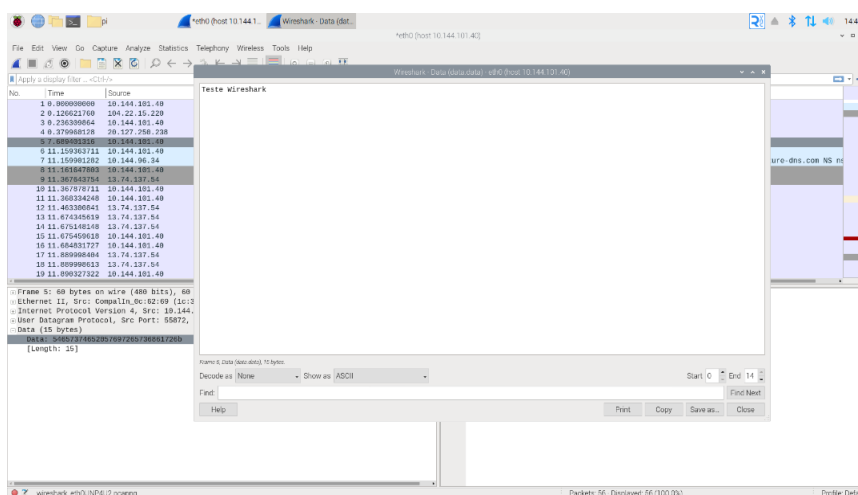 pi
*eth0 (host 10.144.1...
Wireshark · Data (dat...
14:4
*eth0 (host 10.144.101.40)
File Edit View Go Capture Analyze Statistics Telephony Wireless Tools Help
Apply a display filter ... <Ctrl-/>
Wireshark · Data (data.data) · eth0 (host 10.144.101.40)
No. Time Source
1 0.000000000 10.144.101.40
2 0.126621760 104.22.15.220
3 0.236309864 10.144.101.40
4 0.379960128 20.127.250.238
5 7.609401316 10.144.101.40
6 11.159363711 10.144.101.40
7 11.159901202 10.144.96.34
8 11.161647803 10.144.101.40
9 11.367643754 13.74.137.54
10 11.367878711 10.144.101.40
11 11.368334248 10.144.101.40
12 11.463300841 13.74.137.54
13 11.674345619 13.74.137.54
14 11.675148148 13.74.137.54
15 11.675459618 10.144.101.40
16 11.684831727 10.144.101.40
17 11.889998404 13.74.137.54
18 11.889998613 13.74.137.54
19 11.890327322 10.144.101.40
Teste Wireshark
ure-dns.com NS ns
Frame 5: 60 bytes on wire (480 bits), 60
Ethernet II, Src: CompalIn_0c:62:69 (1c:3
Internet Protocol Version 4, Src: 10.144.
User Datagram Protocol, Src Port: 55872,
Data (15 bytes)
Data: 54657374652057697265736861726b
[Length: 15]
Frame 5, Data (data.data), 15 bytes.
Decode as None Show as ASCII Start 0 End 14
Find: Find Next
Help Print Copy Save as... Close
wireshark_eth0UNP4U2.pcapng Packets: 56 · Displayed: 56 (100.0%) Profile: Defa